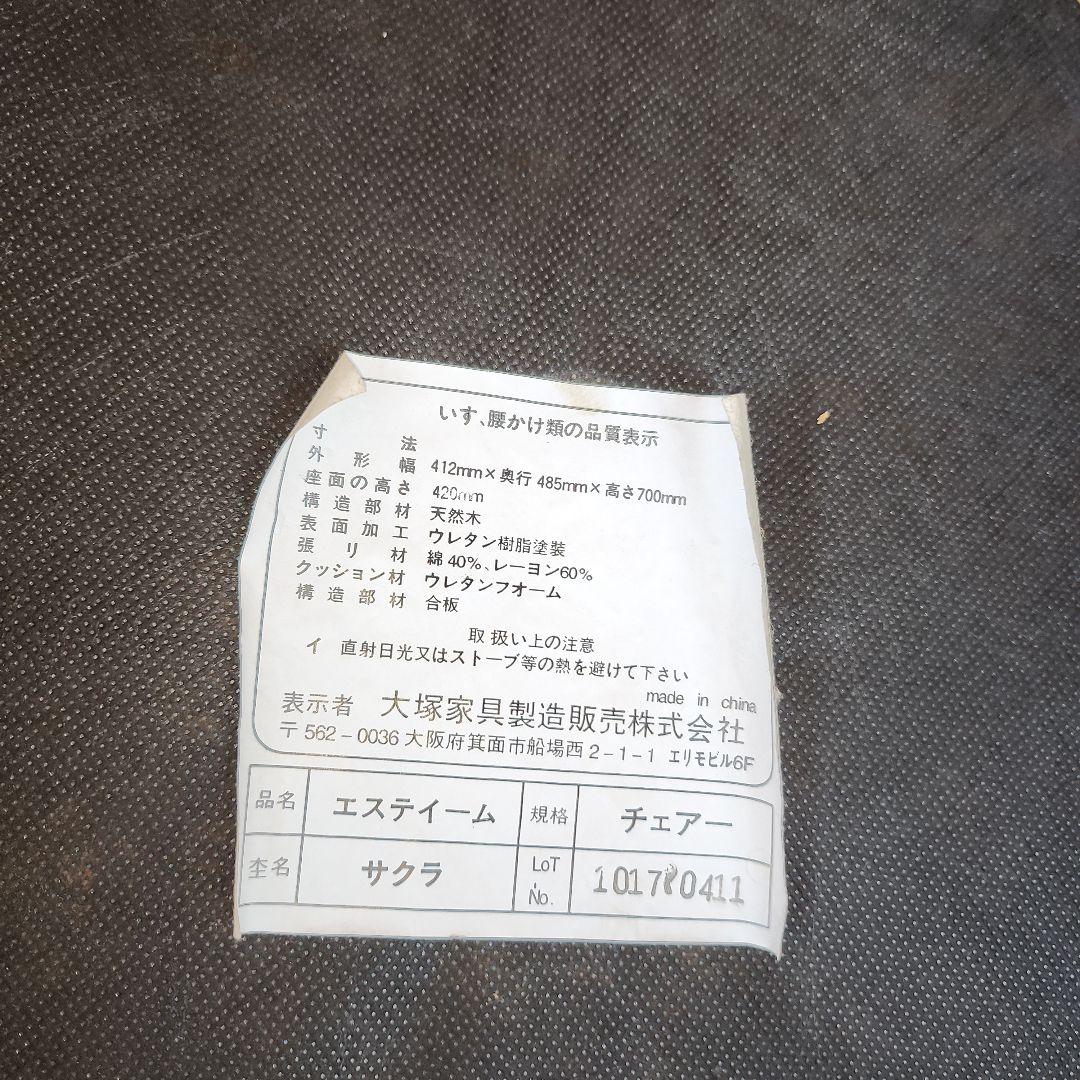 いす、腰かけ類の品質表示
寸法
外形 幅 412mm×奥行 485mm×高さ700mm
座面の高さ 420mm
構造部材 天然木
表面加工 ウレタン樹脂塗装
張り材 綿 40%、レーヨン60%
クッション材 ウレタンフオーム
構造部材 合板
取扱い上の注意
イ 直射日光又はストーブ等の熱を避けて下さい
made in china
表示者 大塚家具製造販売株式会社
〒562-0036 大阪府箕面市船場西2-1-1 エリモビル6F
品名 エステイーム 規格 チェアー
杢名 サクラ LoT No.